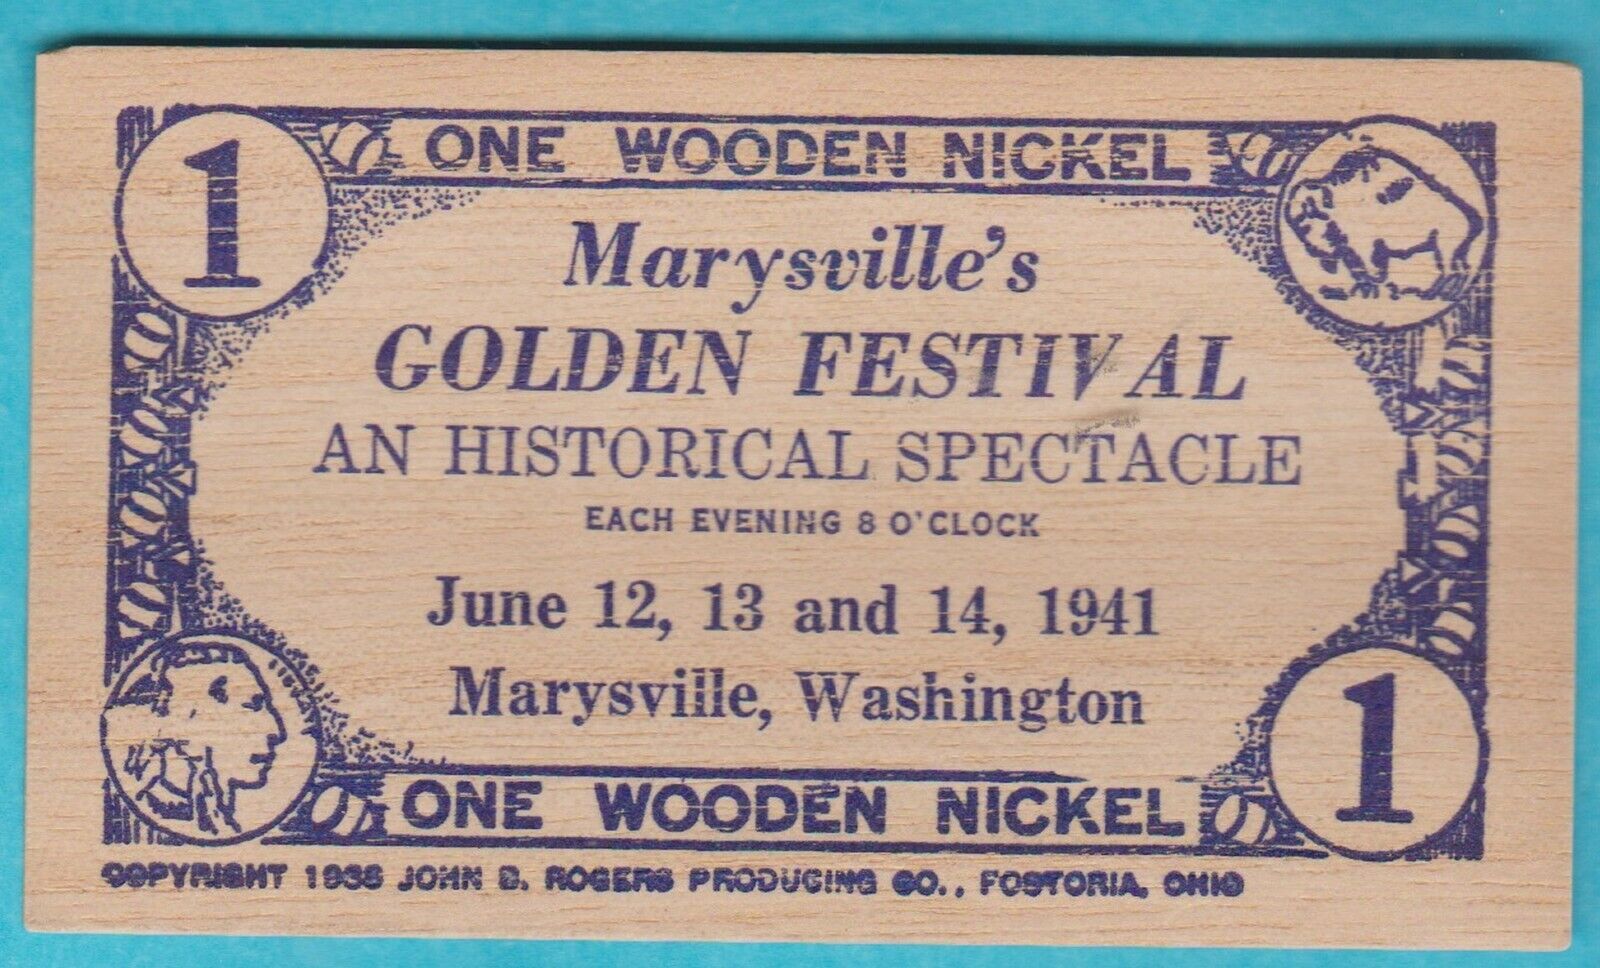 1 ONE WOODEN NICKEL
Marysville's
GOLDEN FESTIVAL
AN HISTORICAL SPECTACLE
EACH EVENING 8 O'CLOCK
June 12, 13 and 14, 1941
Marysville, Washington
ONE WOODEN NICKEL 1
COPYRIGHT 1938 JOHN B. ROGERS PRODUCING CO., FOSTORIA, OHIO